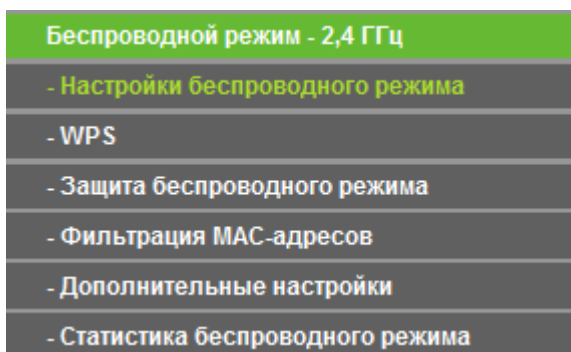 Беспроводной режим - 2,4 ГГц
- Настройки беспроводного режима
- WPS
- Защита беспроводного режима
- Фильтрация MAC-адресов
- Дополнительные настройки
- Статистика беспроводного режима